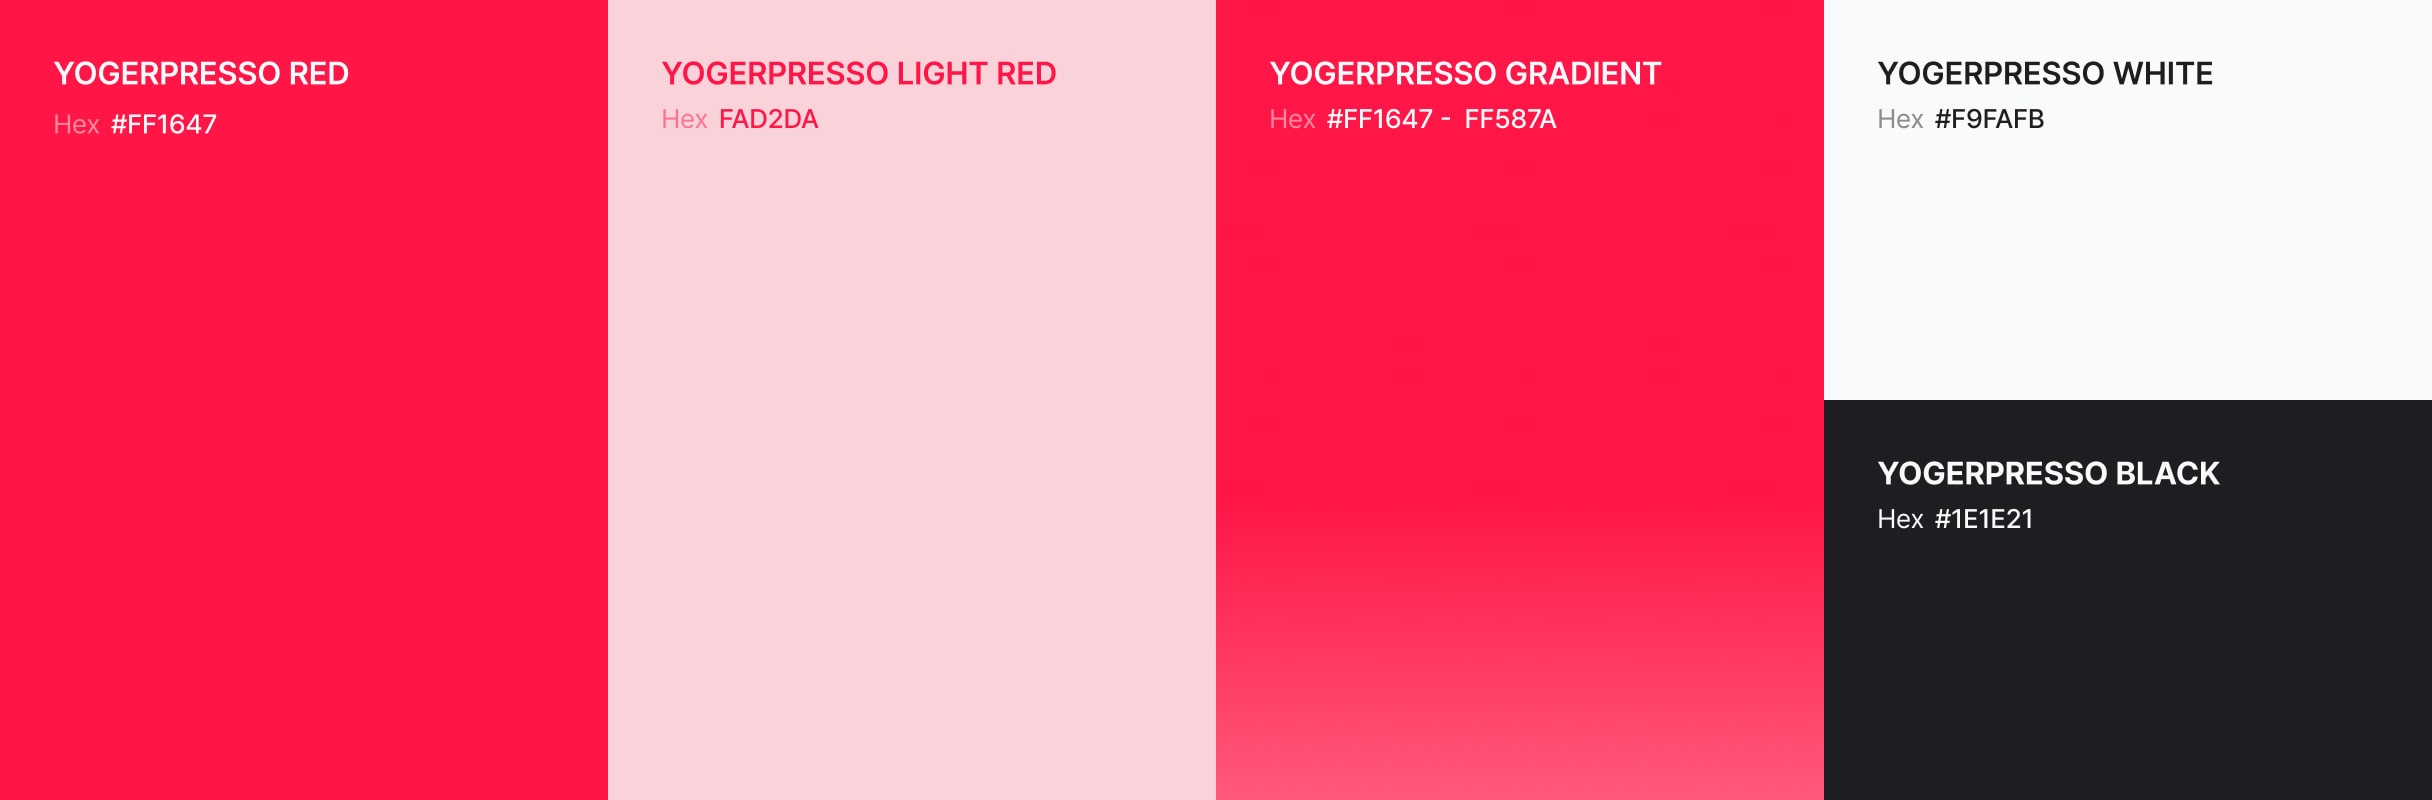 YOGERPRESSO RED
Hex #FF1647
YOGERPRESSO LIGHT RED
Hex FAD2DA
YOGERPRESSO GRADIENT
Hex #FF1647 - FF587A
YOGERPRESSO WHITE
Hex #F9FAFB
YOGERPRESSO BLACK
Hex #1E1E21